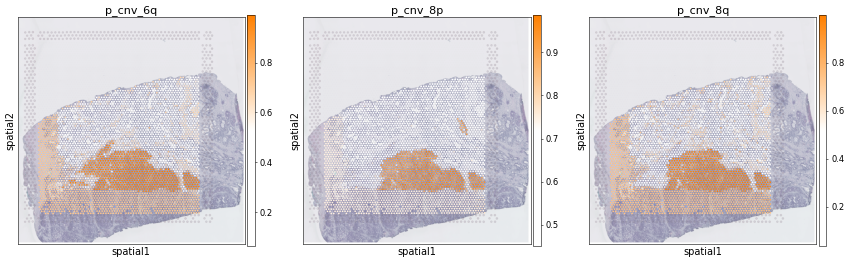 p_cnv_6q
spatial2
spatial1
0.8
0.6
0.4
0.2
p_cnv_8p
spatial2
spatial1
0.9
0.8
0.7
0.6
0.5
p_cnv_8q
spatial2
spatial1
0.8
0.6
0.4
0.2